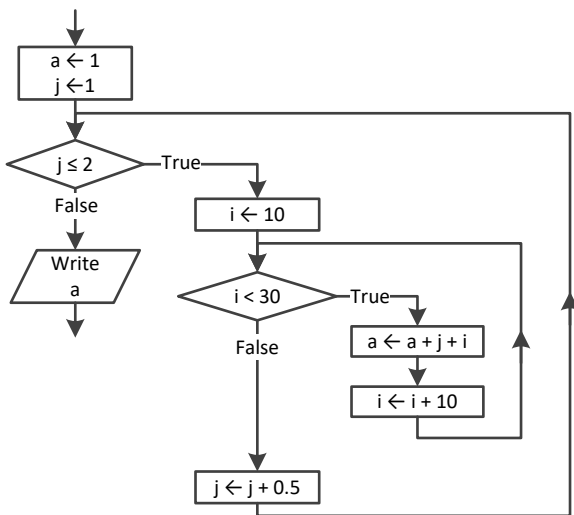 a ← 1
j ←1
j ≤ 2
True
False
i ← 10
Write
a
i < 30
True
a ← a + j + i
False
i ← i + 10
j ← j + 0.5